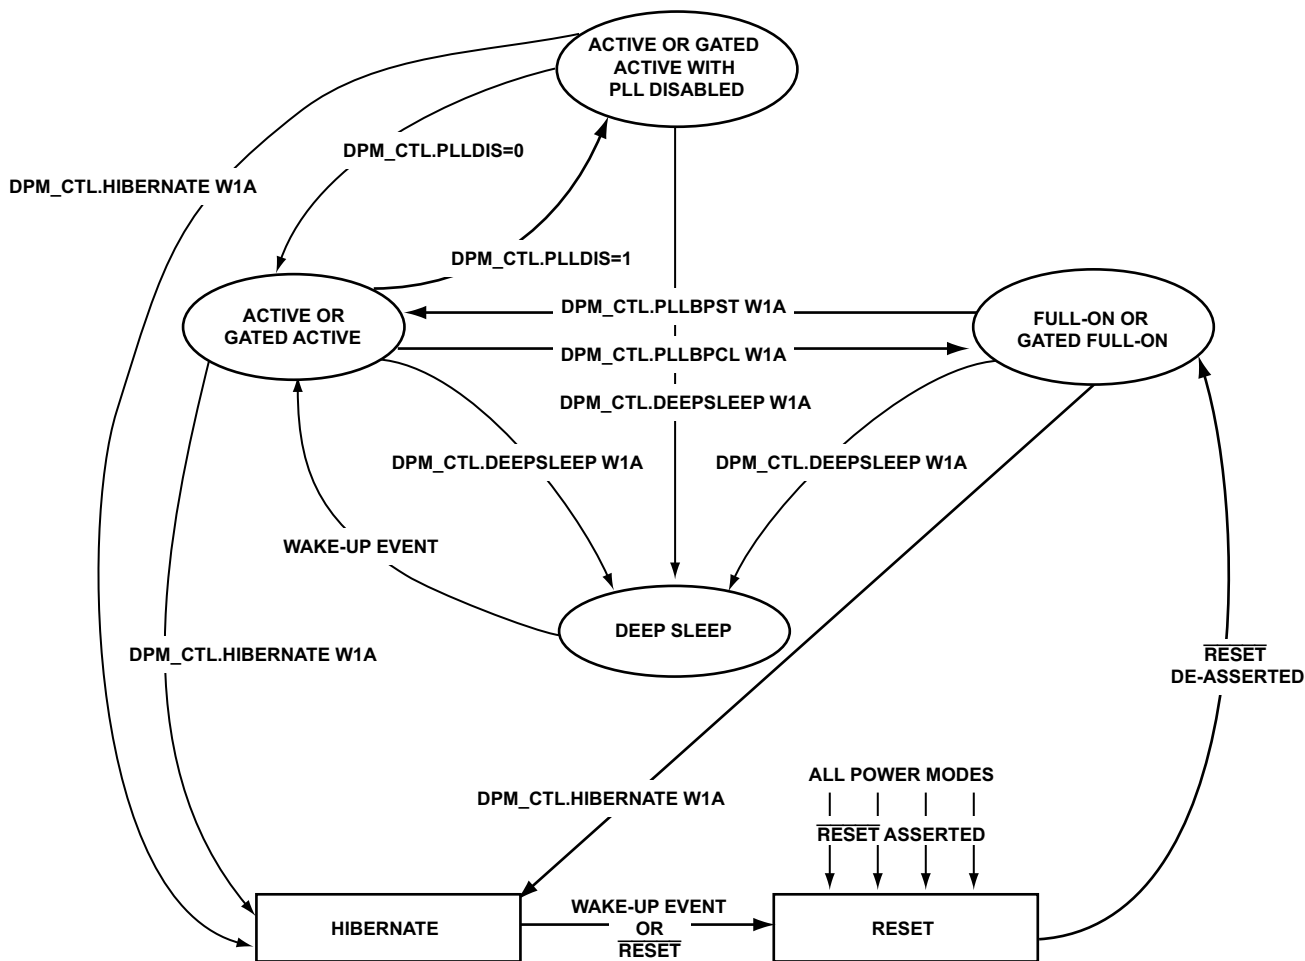 ACTIVE OR GATED
ACTIVE WITH
PLL DISABLED
DPM_CTL.PLLDIS=0
DPM_CTL.HIBERNATE W1A
DPM_CTL.PLLDIS=1
ACTIVE OR
GATED ACTIVE
DPM_CTL.PLLBPST W1A
DPM_CTL.PLLBPCL W1A
FULL-ON OR
GATED FULL-ON
DPM_CTL.DEEPSLEEP W1A
DPM_CTL.DEEPSLEEP W1A
DPM_CTL.DEEPSLEEP W1A
WAKE-UP EVENT
DEEP SLEEP
DPM_CTL.HIBERNATE W1A
RESET
DE-ASSERTED
ALL POWER MODES
DPM_CTL.HIBERNATE W1A
RESET ASSERTED
HIBERNATE
WAKE-UP EVENT
OR
RESET
RESET